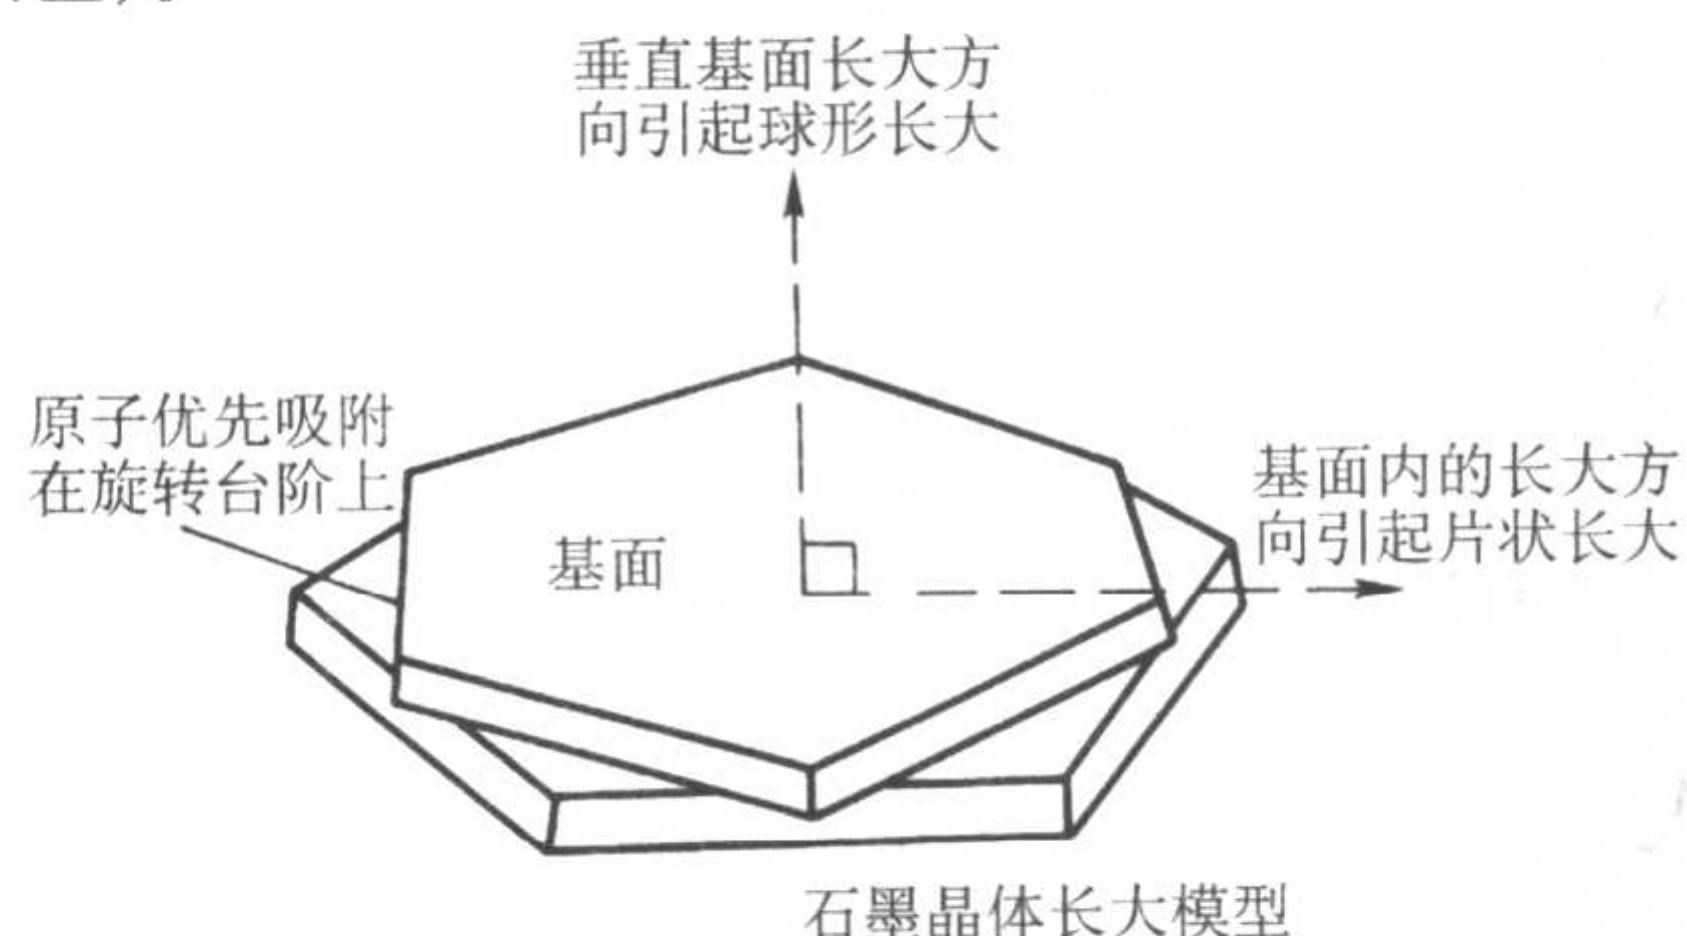 垂直基面长大方
向引起球形长大
原子优先吸附
在旋转台阶上
基面内的长大方
向引起片状长大
基面
石墨晶体长大模型